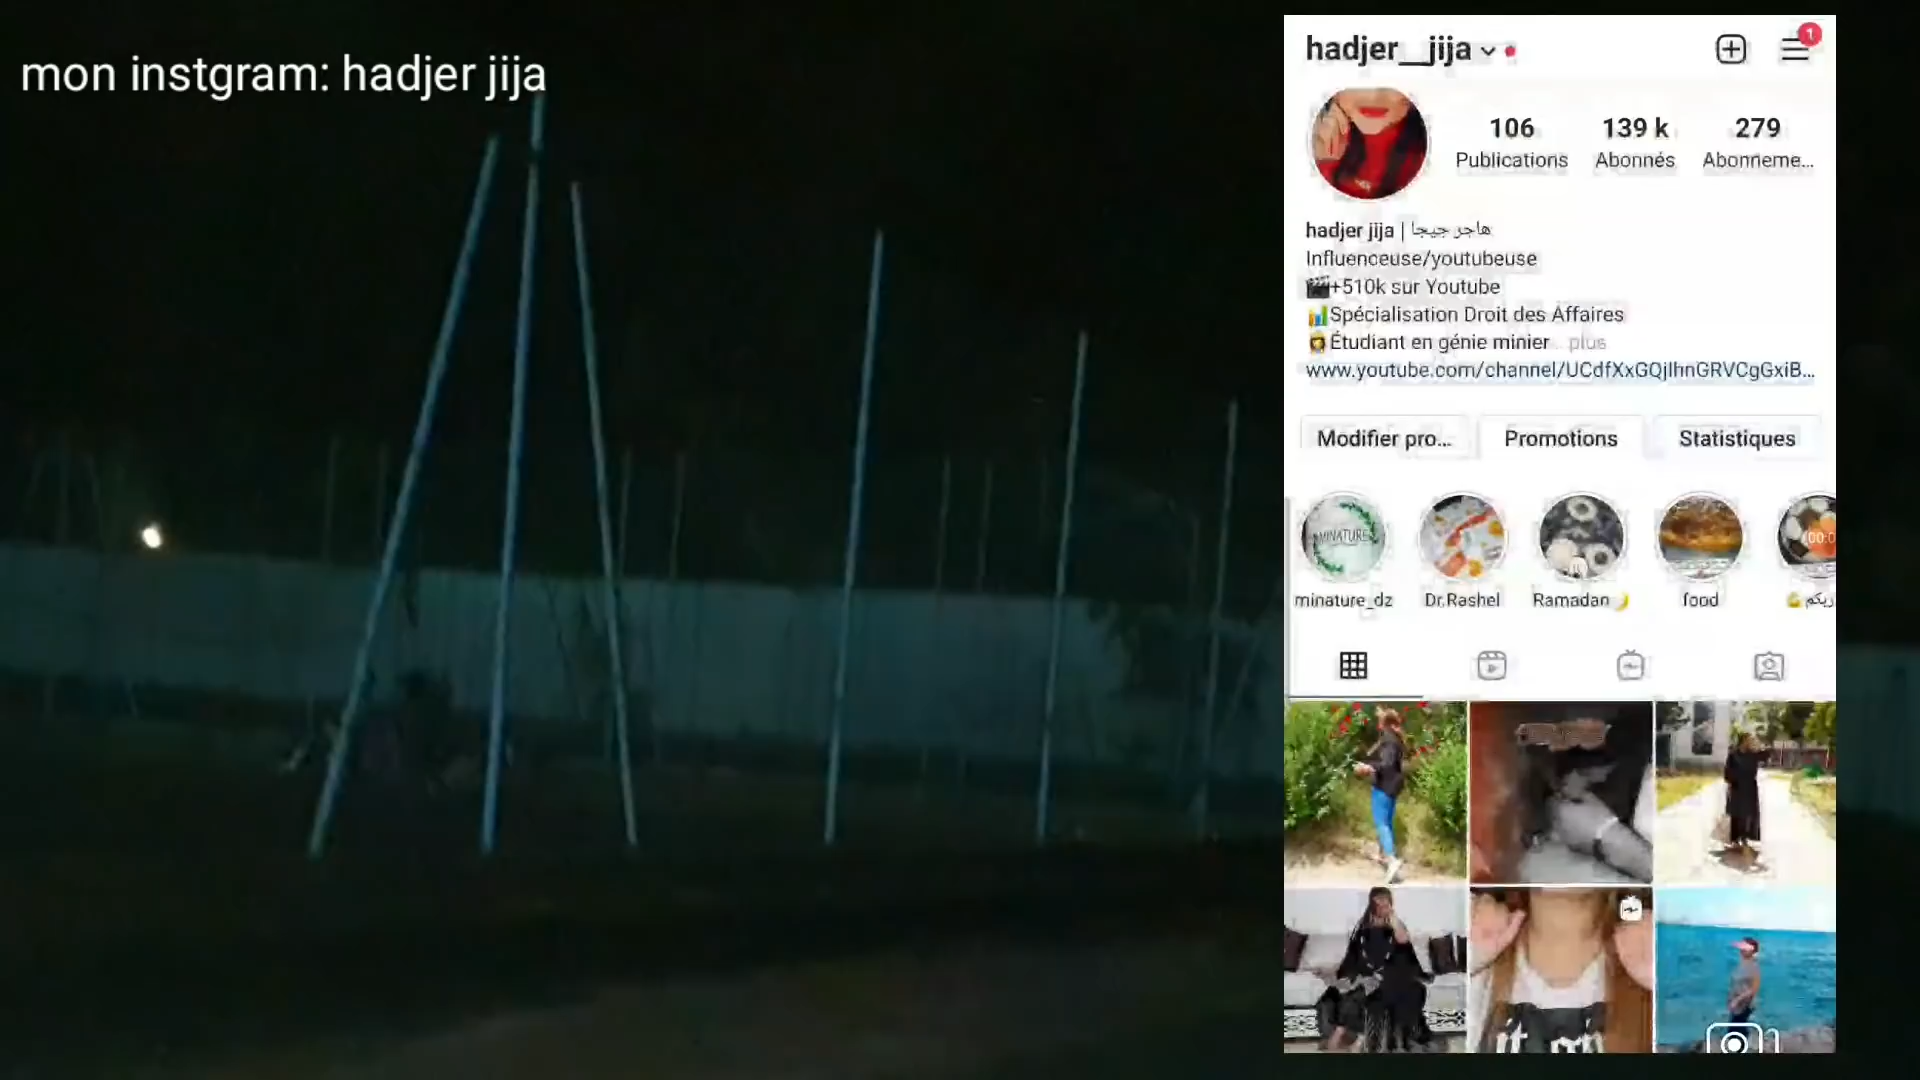 mon instgram: hadjer jija
hadjer__jija
1
106
139 k
279
Publications
Abonnés
Abonneme...
hadjer jija | هاجر جيجا
Influenceuse/youtubeuse
🎬+510k sur Youtube
📊Spécialisation Droit des Affaires
👩‍🎓Étudiant en génie minier... plus
www.youtube.com/channel/UCdfXxGQjlhnGRVCgGxiB...
Modifier pro...
Promotions
Statistiques
MINATURE
minature_dz
Dr.Rashel
Ramadan 🌙
food